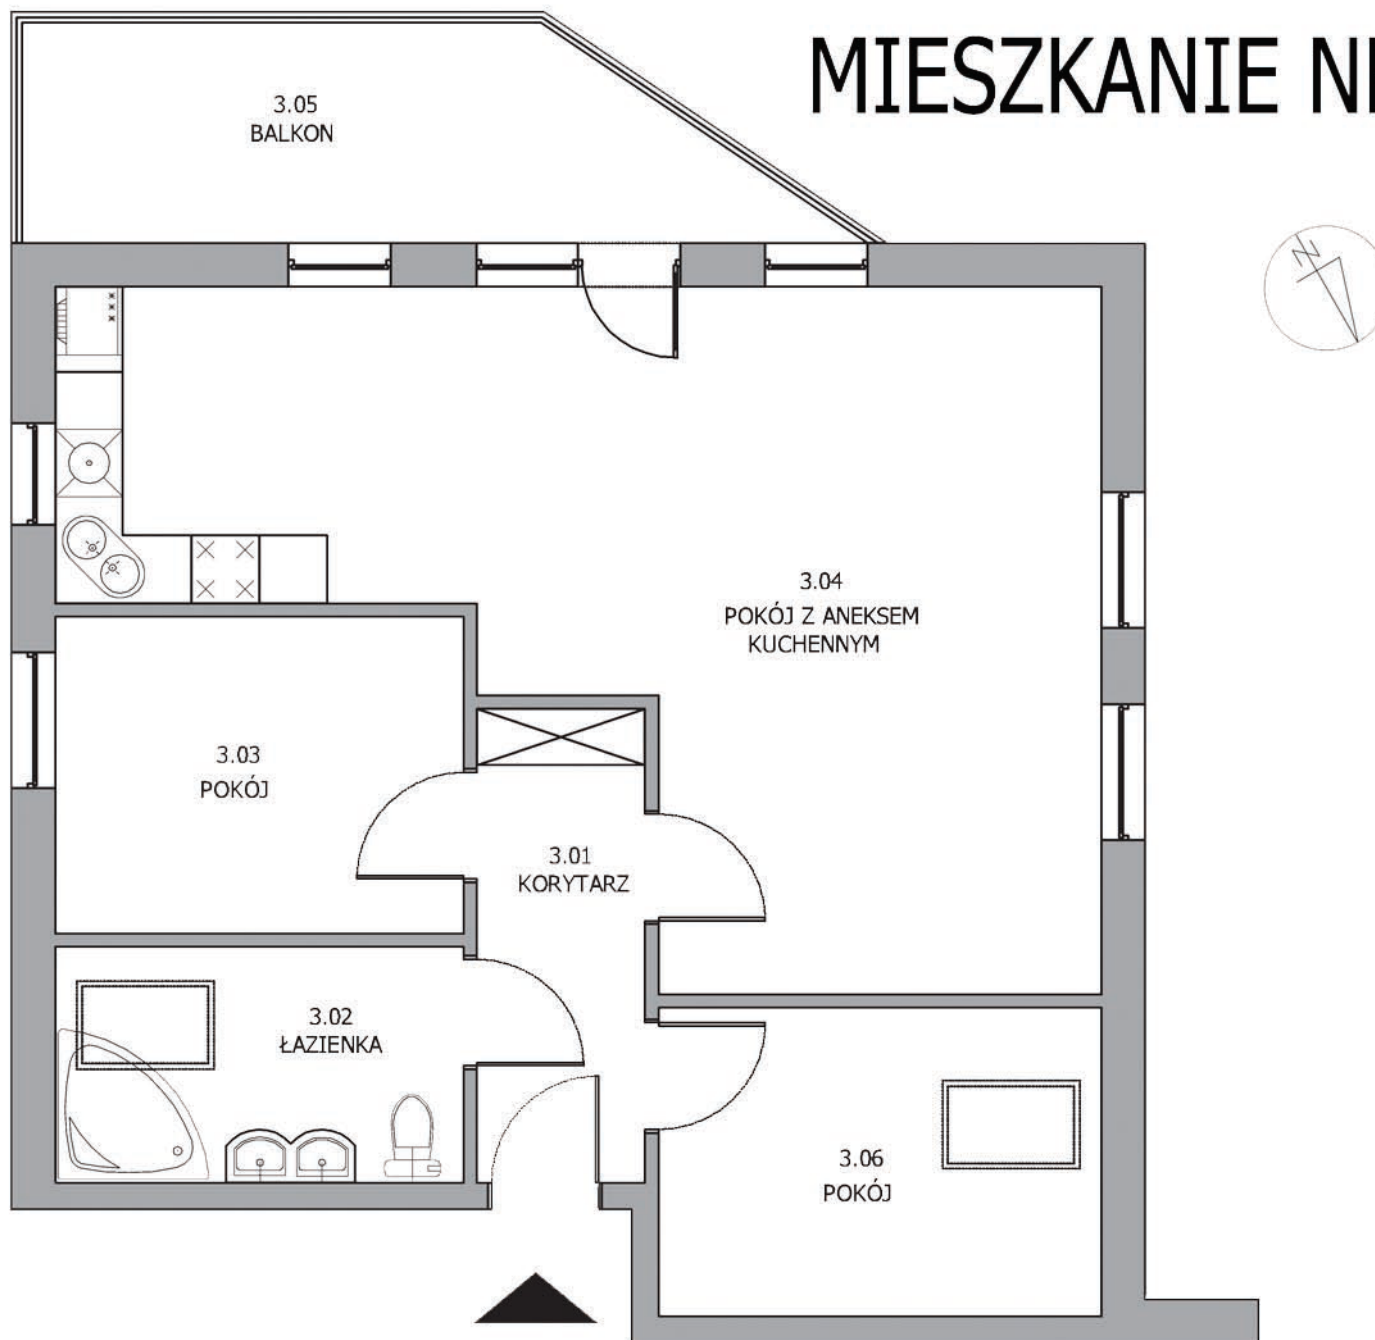 MIESZKANIE
3.05
BALKON
N
3.04
POKÓJ Z ANEKSEM
KUCHENNYM
3.03
POKÓJ
3.01
KORYTARZ
3.02
ŁAZIENKA
3.06
POKÓJ